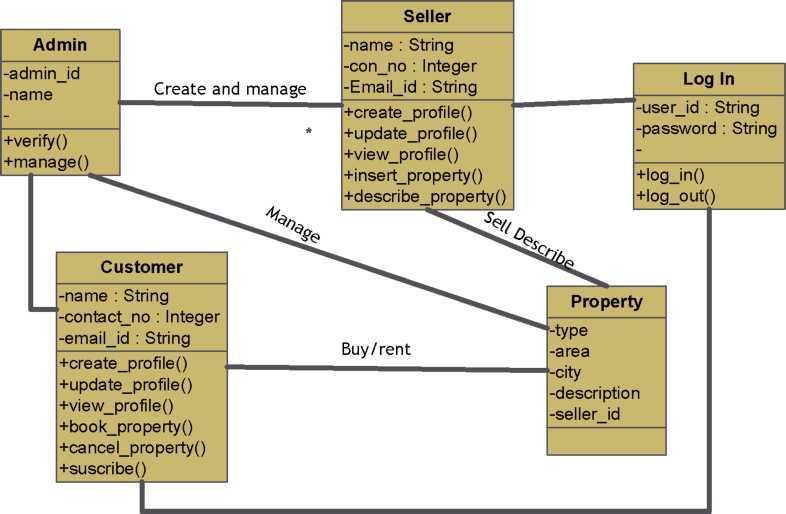 Admin
-admin_id
-name
-
+verify()
+manage()
Create and manage
*
Seller
-name : String
-con_no : Integer
-Email_id : String
+create_profile()
+update_profile()
+view_profile()
+insert_property()
+describe_property()
Log In
-user_id : String
-password : String
-
+log_in()
+log_out()
Manage
Sell Describe
Customer
-name : String
-contact_no : Integer
-email_id : String
+create_profile()
+update_profile()
+view_profile()
+book_property()
+cancel_property()
+suscribe()
Buy/rent
Property
-type
-area
-city
-description
-seller_id